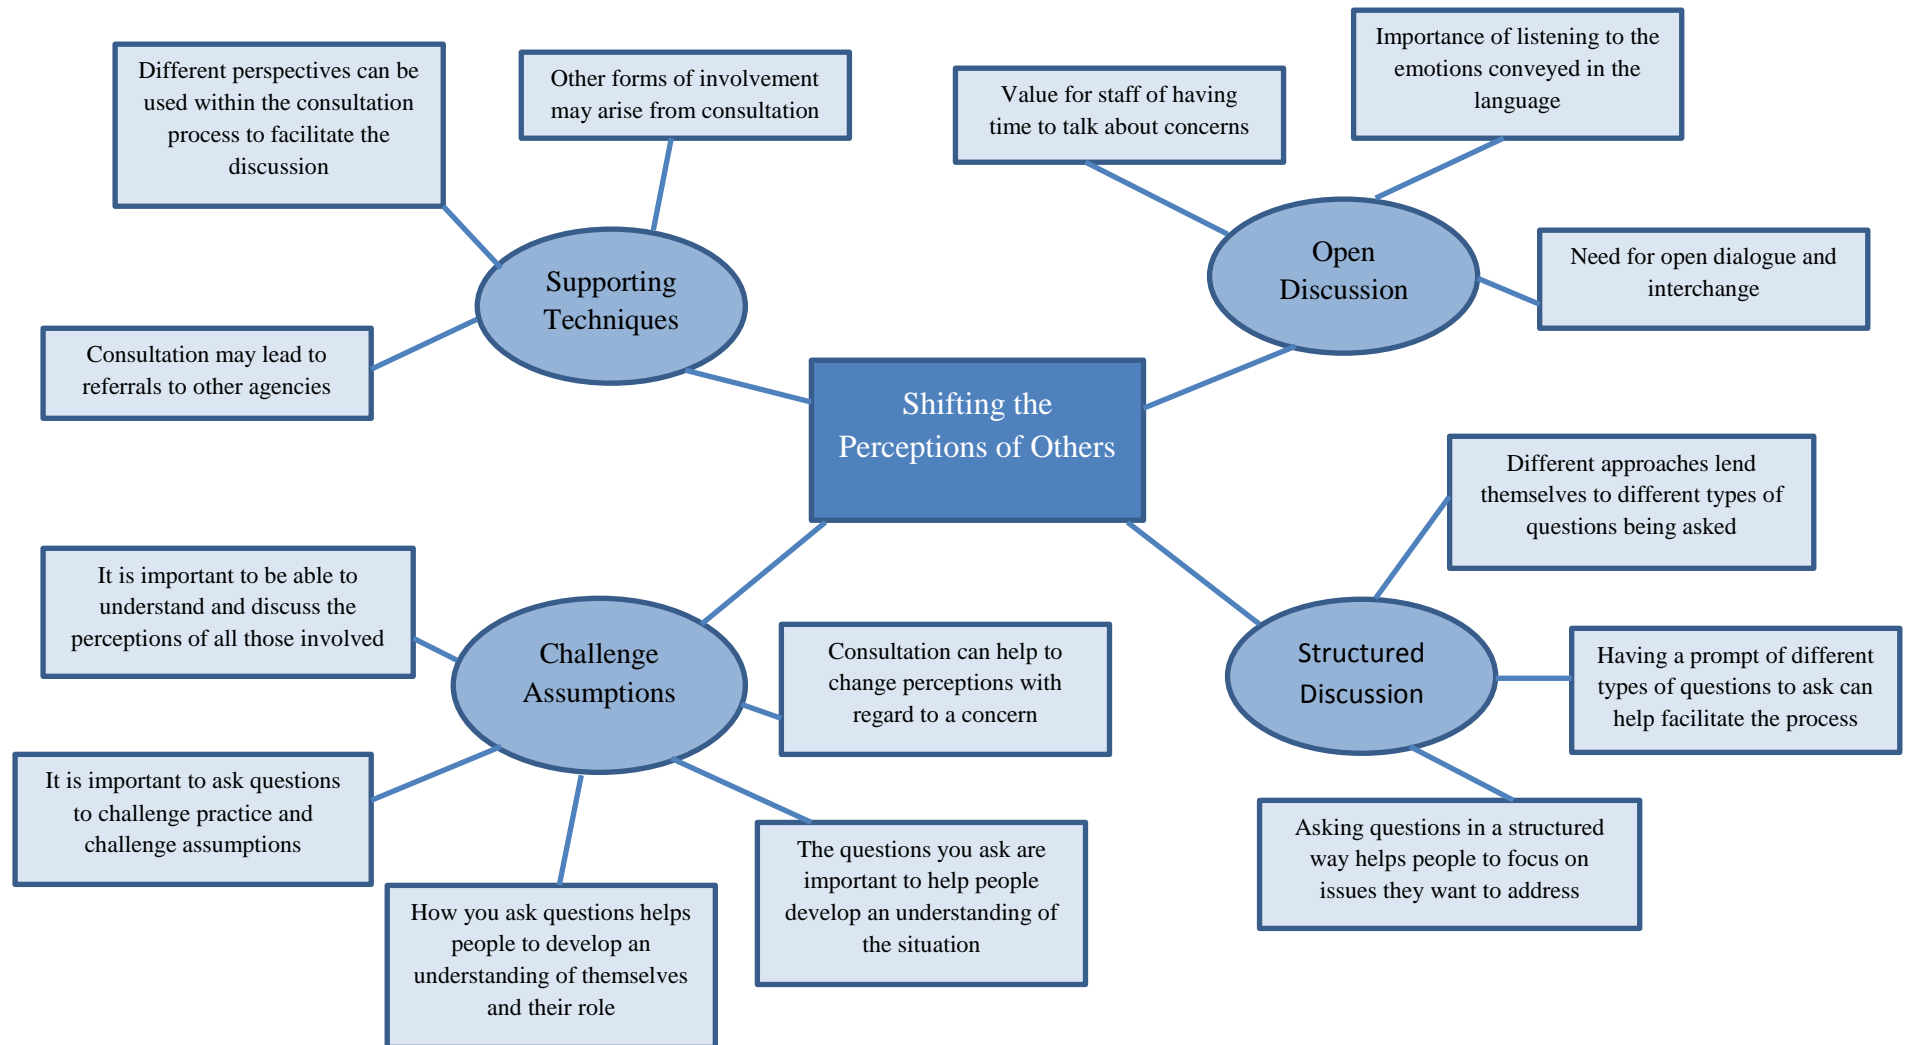 Different perspectives can be
used within the consultation
process to facilitate the
discussion
Other forms of involvement
may arise from consultation
Supporting
Techniques
Consultation may lead to
referrals to other agencies
Value for staff of having
time to talk about concerns
Importance of listening to the
emotions conveyed in the
language
Open
Discussion
Need for open dialogue and
interchange
Shifting the
Perceptions of Others
It is important to be able to
understand and discuss the
perceptions of all those involved
Challenge
Assumptions
Consultation can help to
change perceptions with
regard to a concern
It is important to ask questions
to challenge practice and
challenge assumptions
How you ask questions helps
people to develop an
understanding of themselves
and their role
The questions you ask are
important to help people
develop an understanding of
the situation
Different approaches lend
themselves to different types of
questions being asked
Structured
Discussion
Having a prompt of different
types of questions to ask can
help facilitate the process
Asking questions in a structured
way helps people to focus on
issues they want to address